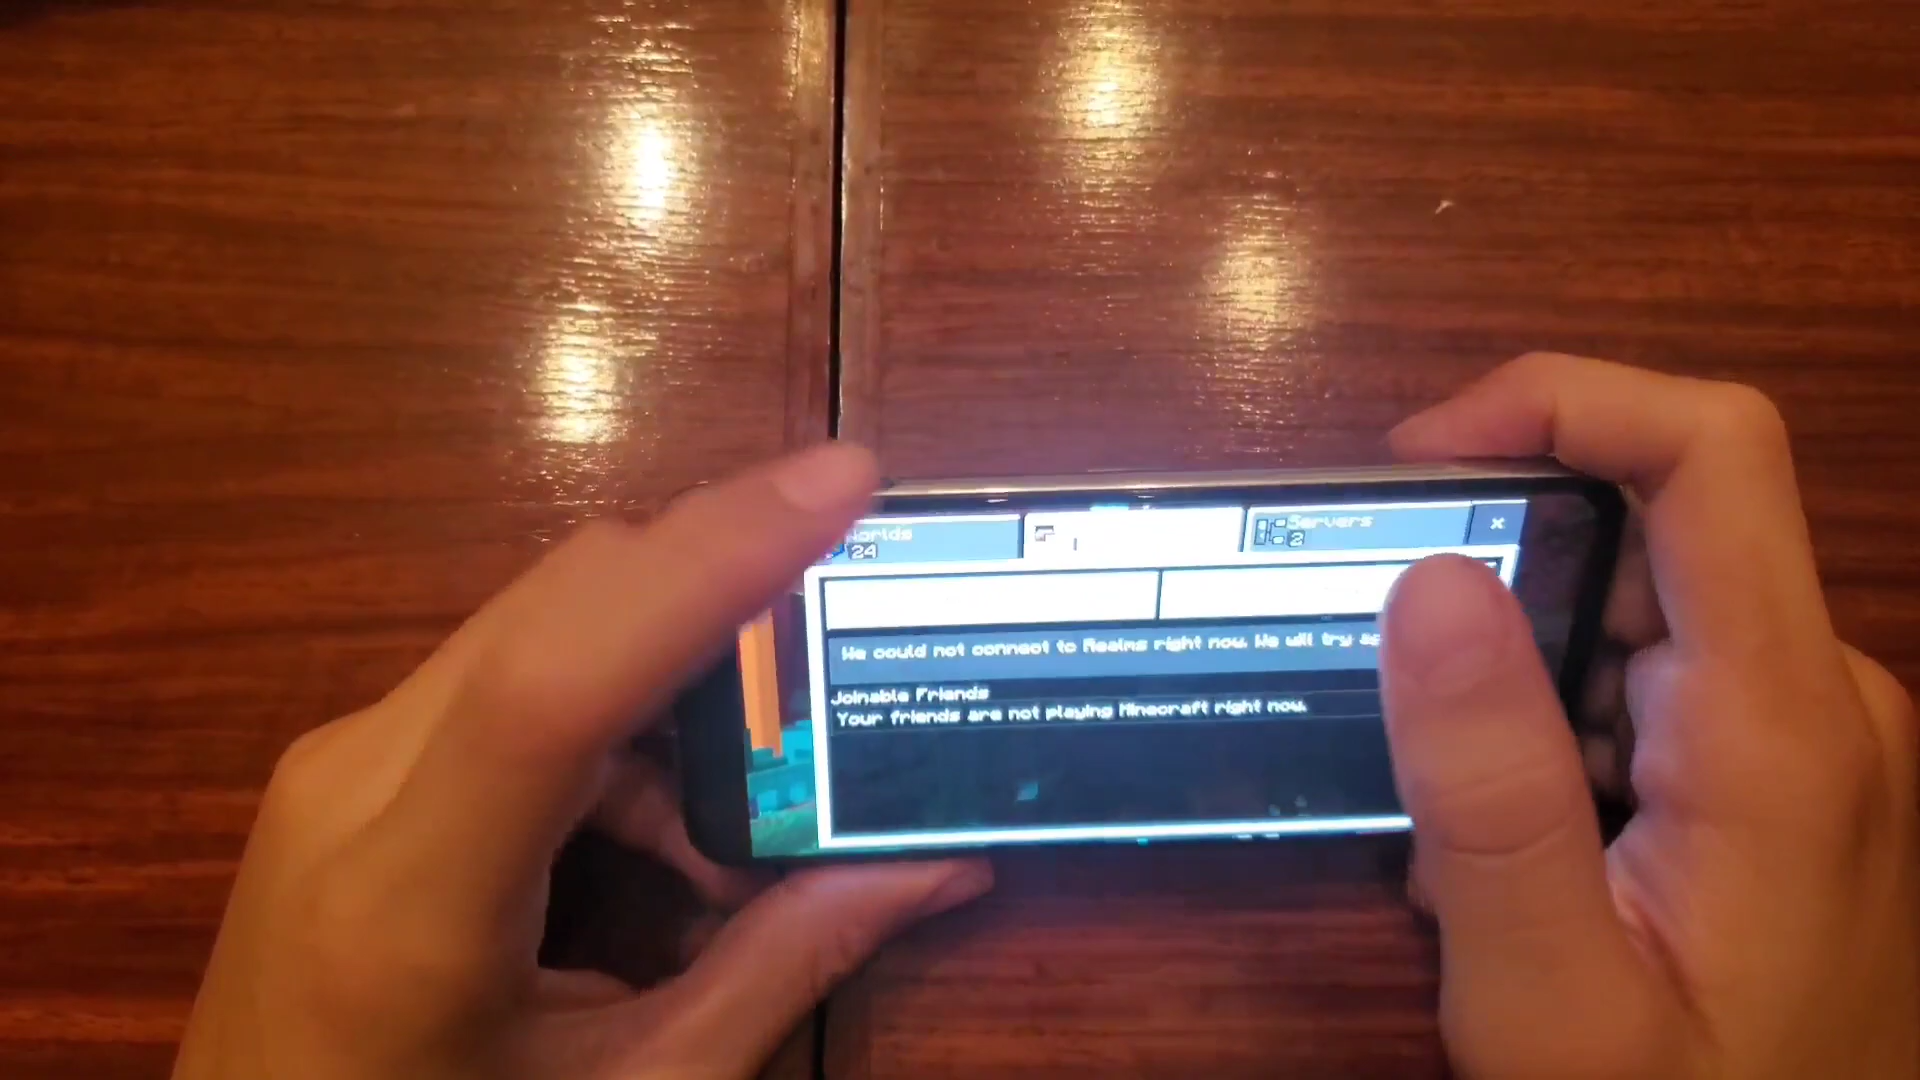 Worlds
24
Servers
2
We could not connect to Realms right now. We will try
Joinable Friends
Your friends are not playing Minecraft right now.